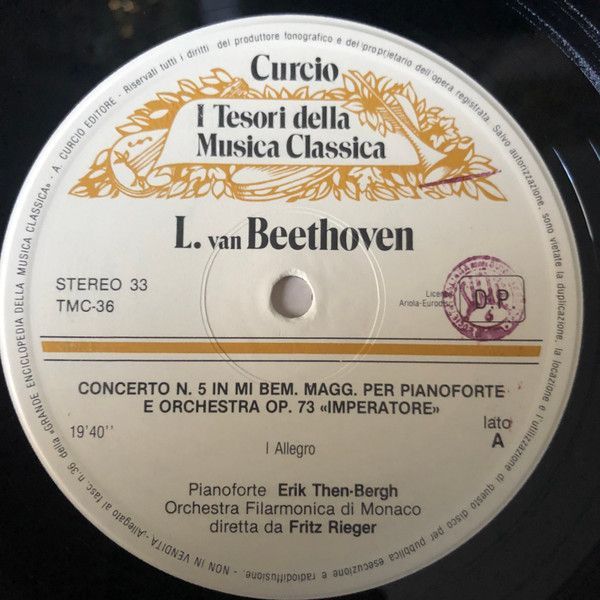 Riservati tutti i diritti del produttore fonografico e del proprietario dell'opera registrata. Salvo autorizzazione, sono vietate la duplicazione, la esecuzione e l'utilizzazione di questo disco per pubblica esecuzione e radiodiffusione.
Curcio
I Tesori della
Musica Classica
L. van Beethoven
STEREO 33
TMC-36
Ariola-Eurodisc
D P
CONCERTO N. 5 IN MI BEM. MAGG. PER PIANOFORTE
E ORCHESTRA OP. 73 «IMPERATORE»
19'40''
lato
A
I Allegro
Pianoforte Erik Then-Bergh
Orchestra Filarmonica di Monaco
diretta da Fritz Rieger
NON IN VENDITA - Allegato al fasc. n.36 della «GRANDE ENCICLOPEDIA DELLA MUSICA CLASSICA» - A. CURCIO EDITORE -